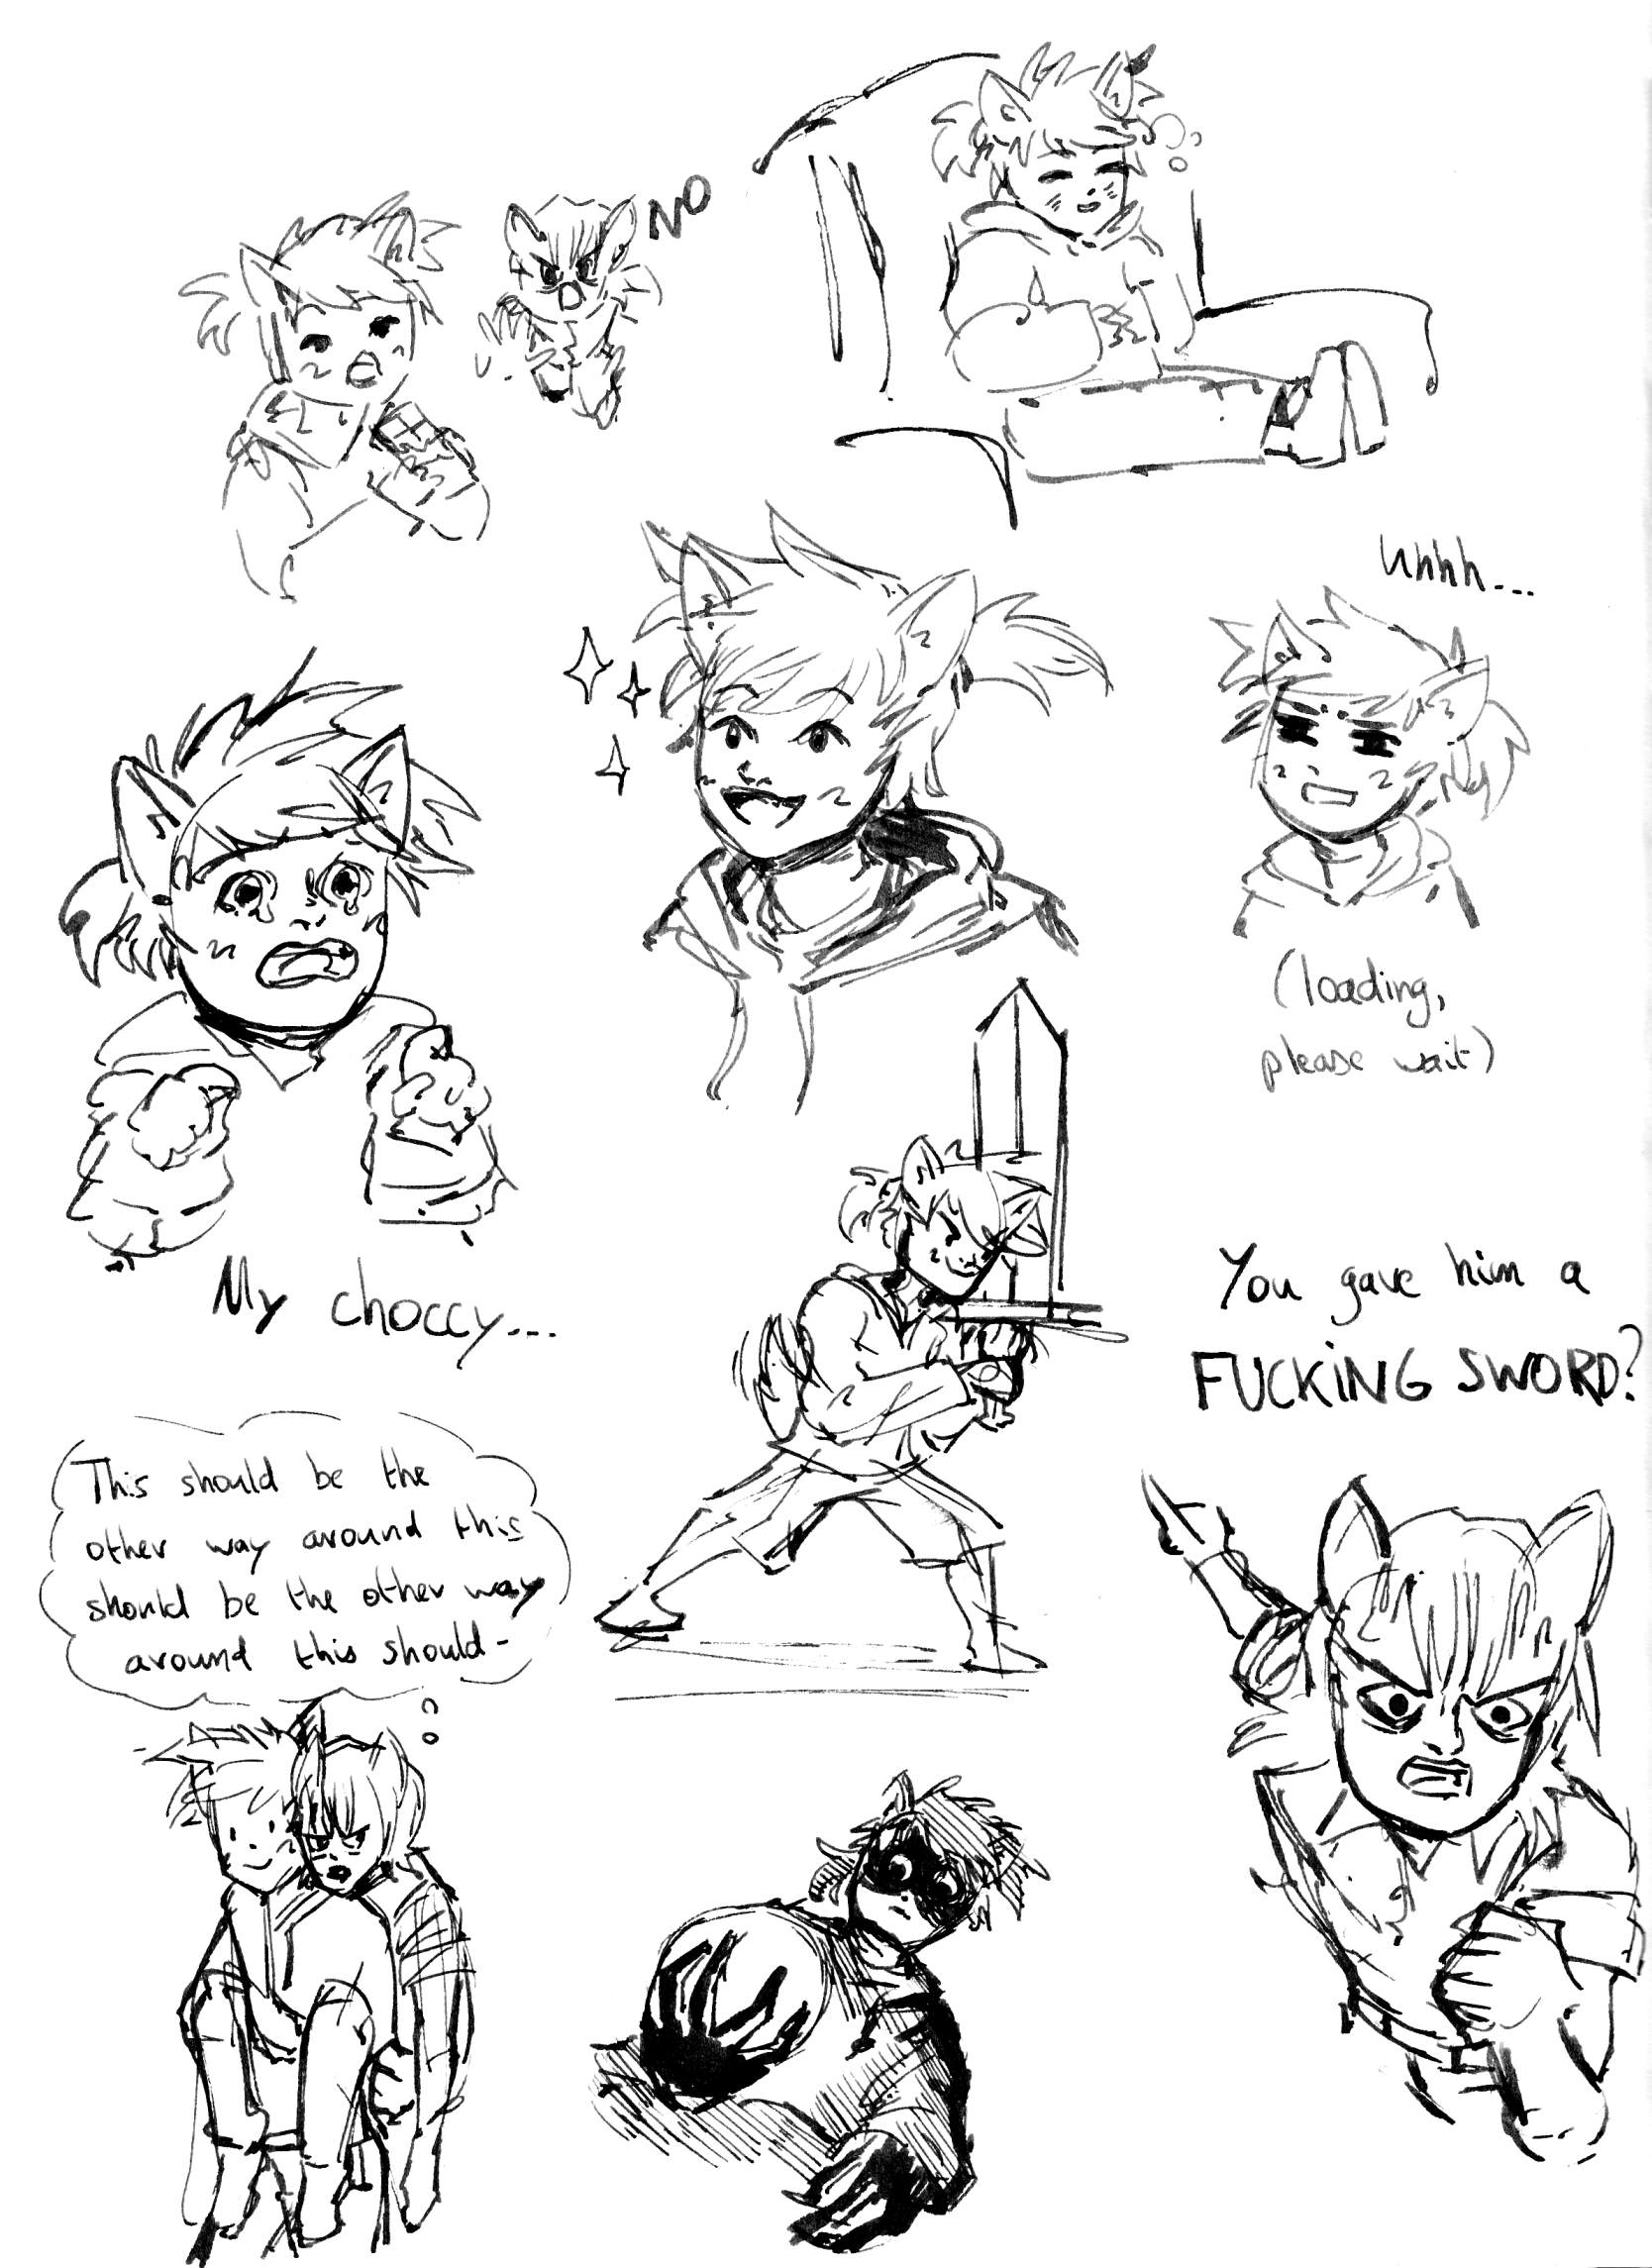 NO
Uhhh...
(loading,
please wait)
My choccy...
You gave him a
FUCKING SWORD?
This should be the
other way around this
should be the other way
around this should-